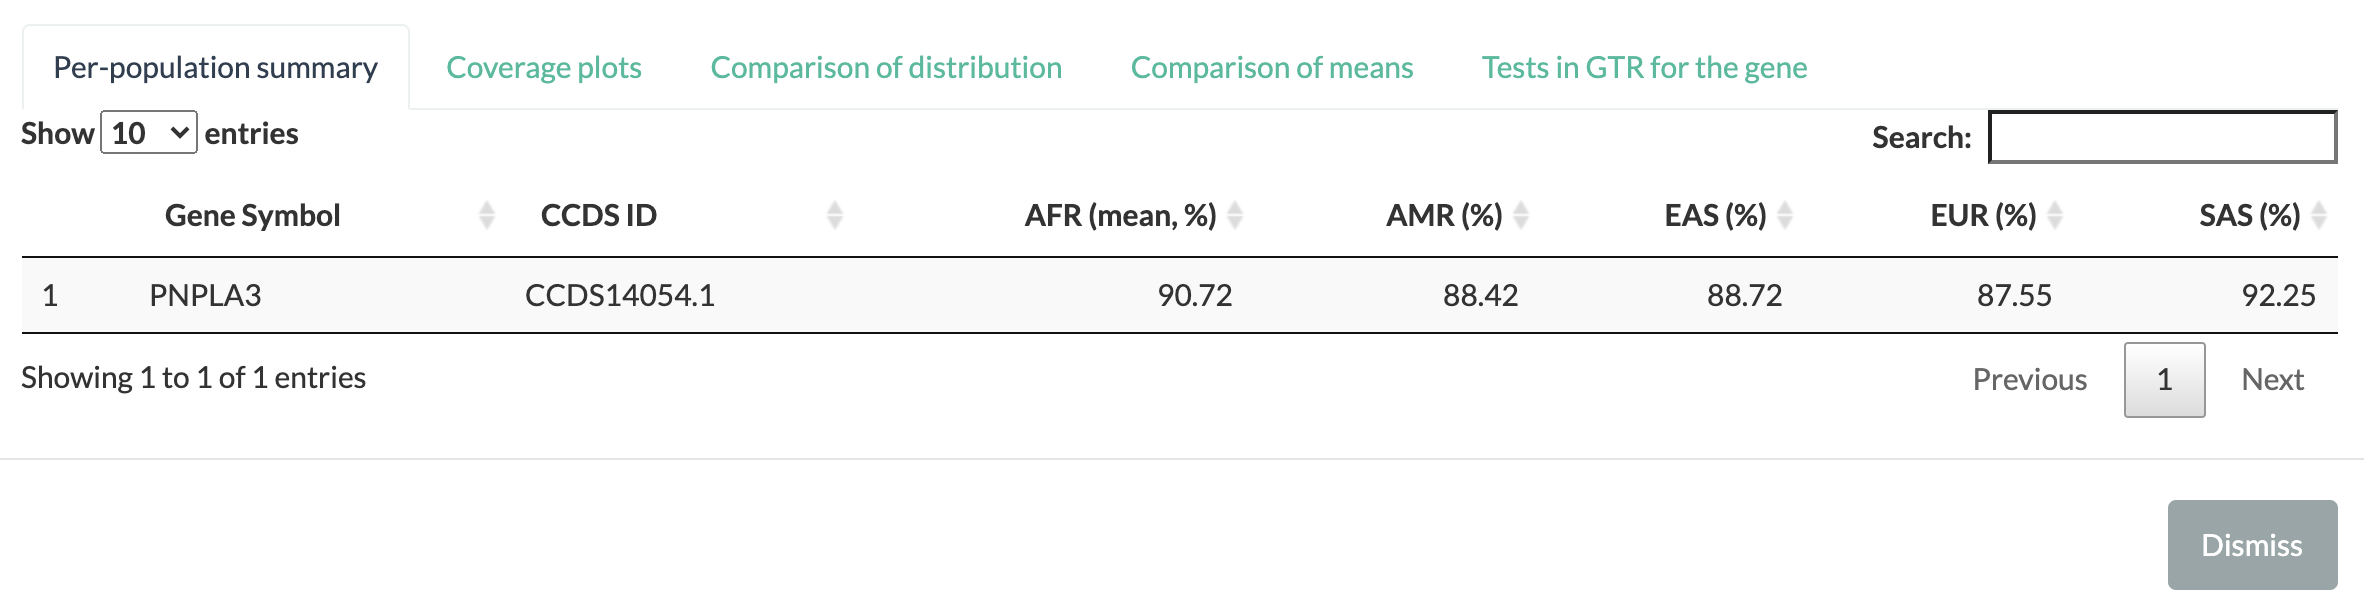 Per-population summary Coverage plots Comparison of distribution Comparison of means Tests in GTR for the gene
Show 10 entries Search:
Gene Symbol CCDS ID AFR (mean, %) AMR (%) EAS (%) EUR (%) SAS (%)
1 PNPLA3 CCDS14054.1 90.72 88.42 88.72 87.55 92.25
Showing 1 to 1 of 1 entries Previous 1 Next
Dismiss